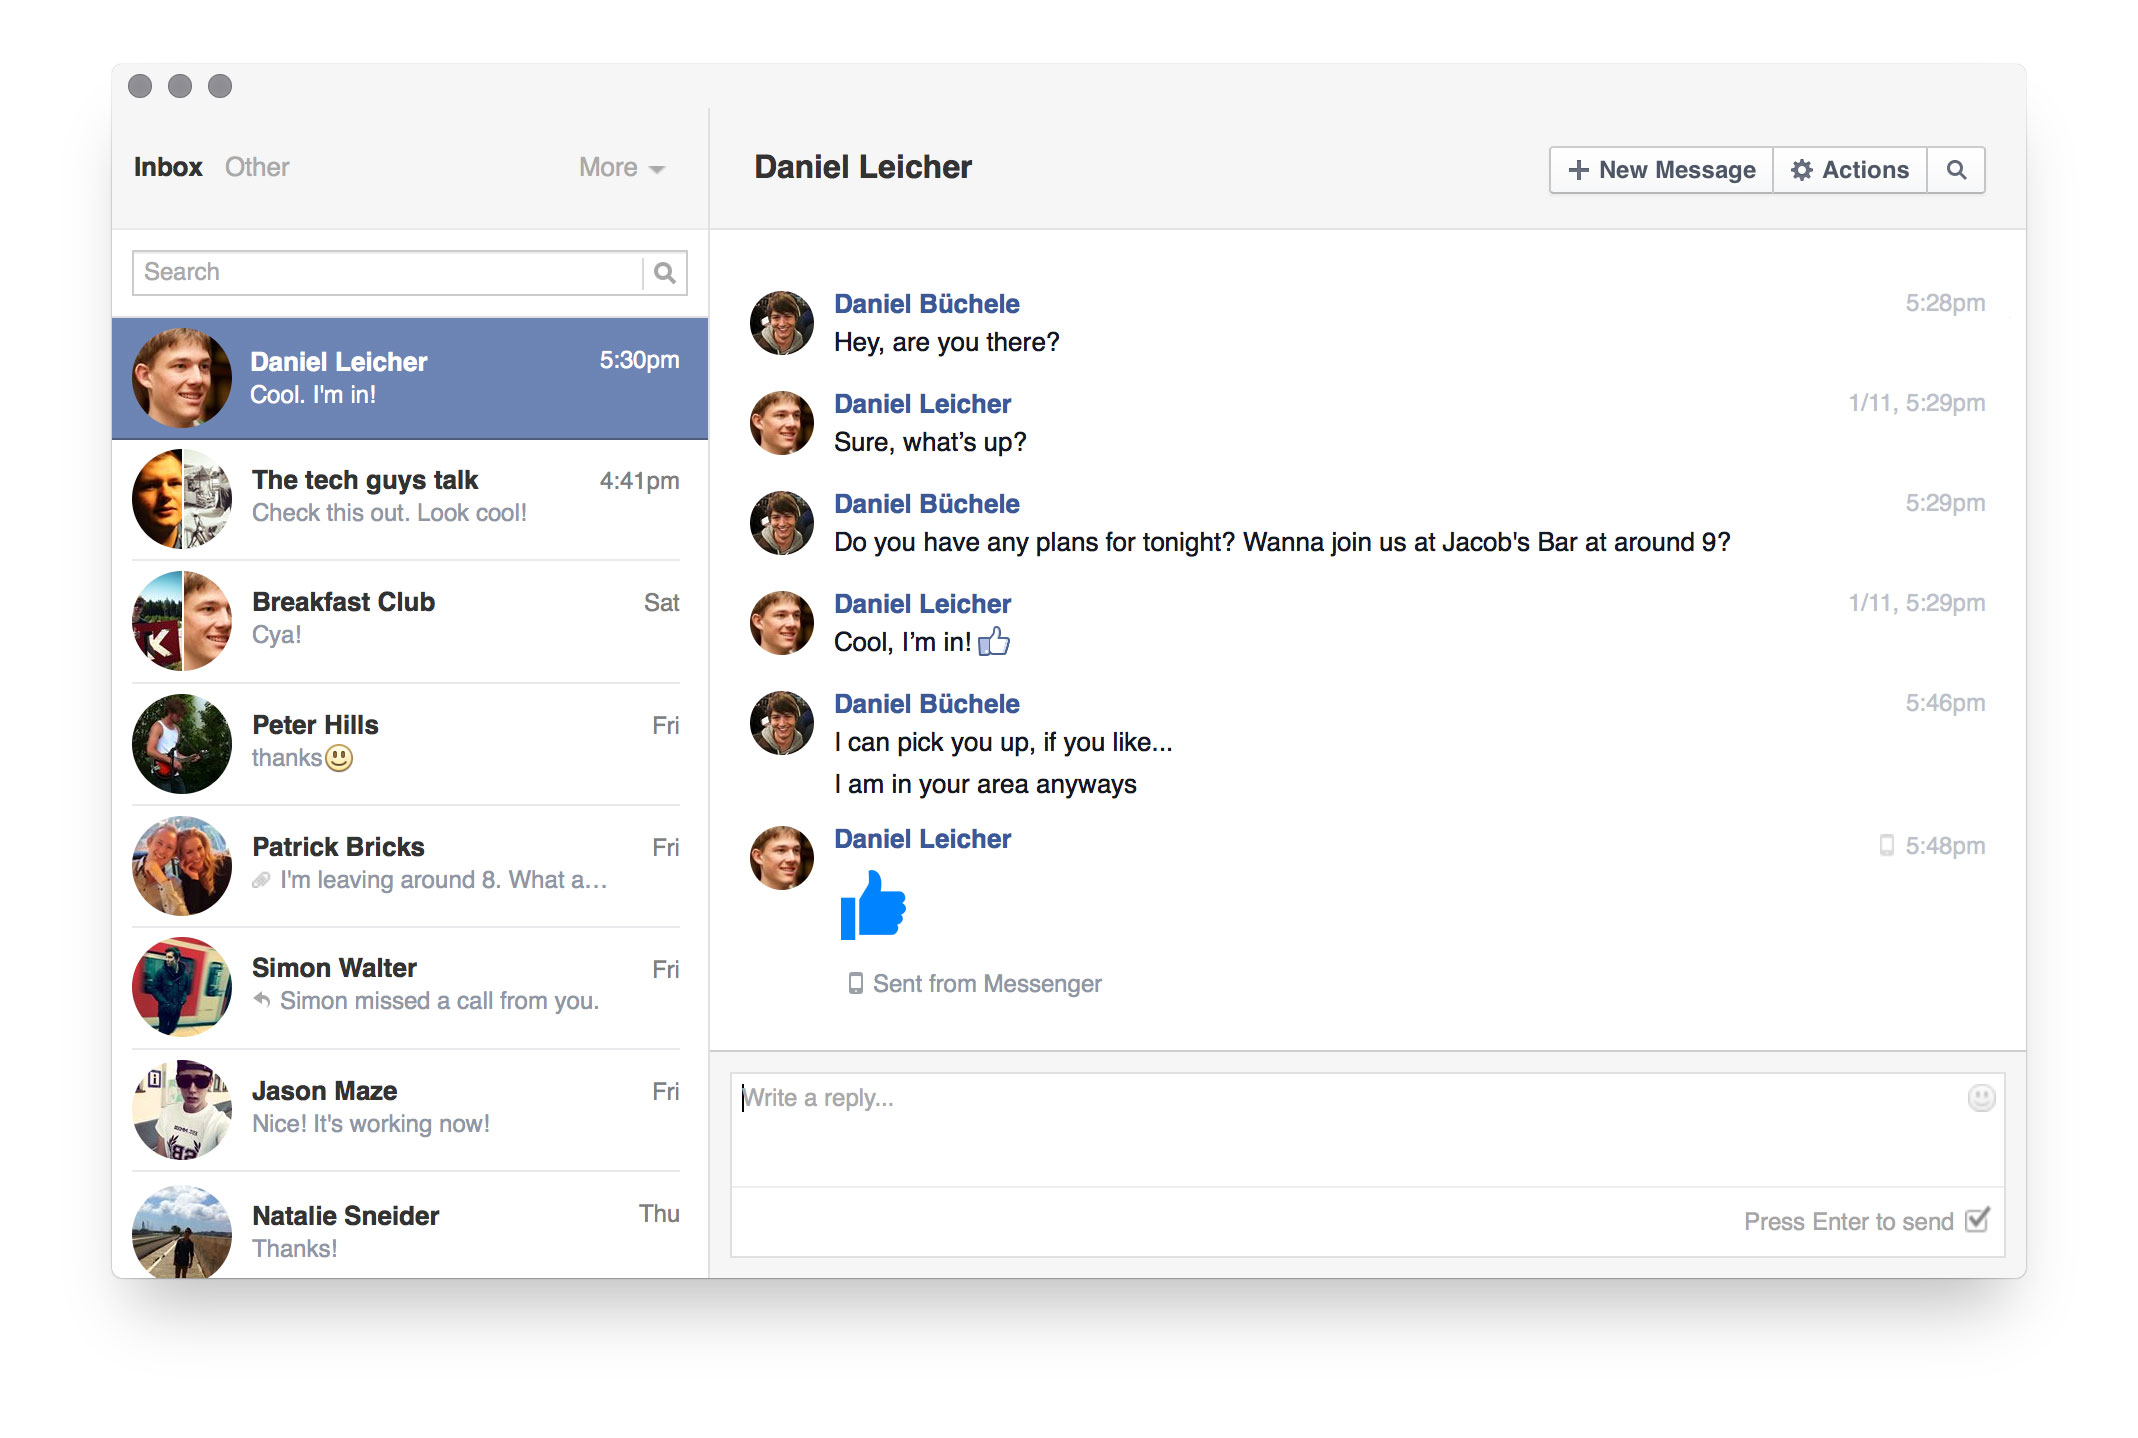 Inbox Other More
Search
Daniel Leicher 5:30pm
Cool. I'm in!
The tech guys talk 4:41pm
Check this out. Look cool!
Breakfast Club Sat
Cya!
Peter Hills Fri
thanks
Patrick Bricks Fri
I'm leaving around 8. What a...
Simon Walter Fri
Simon missed a call from you.
Jason Maze Fri
Nice! It's working now!
Natalie Sneider Thu
Thanks!
Daniel Leicher
New Message Actions
Daniel Büchele 5:28pm
Hey, are you there?
Daniel Leicher 1/11, 5:29pm
Sure, what’s up?
Daniel Büchele 5:29pm
Do you have any plans for tonight? Wanna join us at Jacob's Bar at around 9?
Daniel Leicher 1/11, 5:29pm
Cool, I’m in!
Daniel Büchele 5:46pm
I can pick you up, if you like...
I am in your area anyways
Daniel Leicher 5:48pm
Sent from Messenger
Write a reply...
Press Enter to send